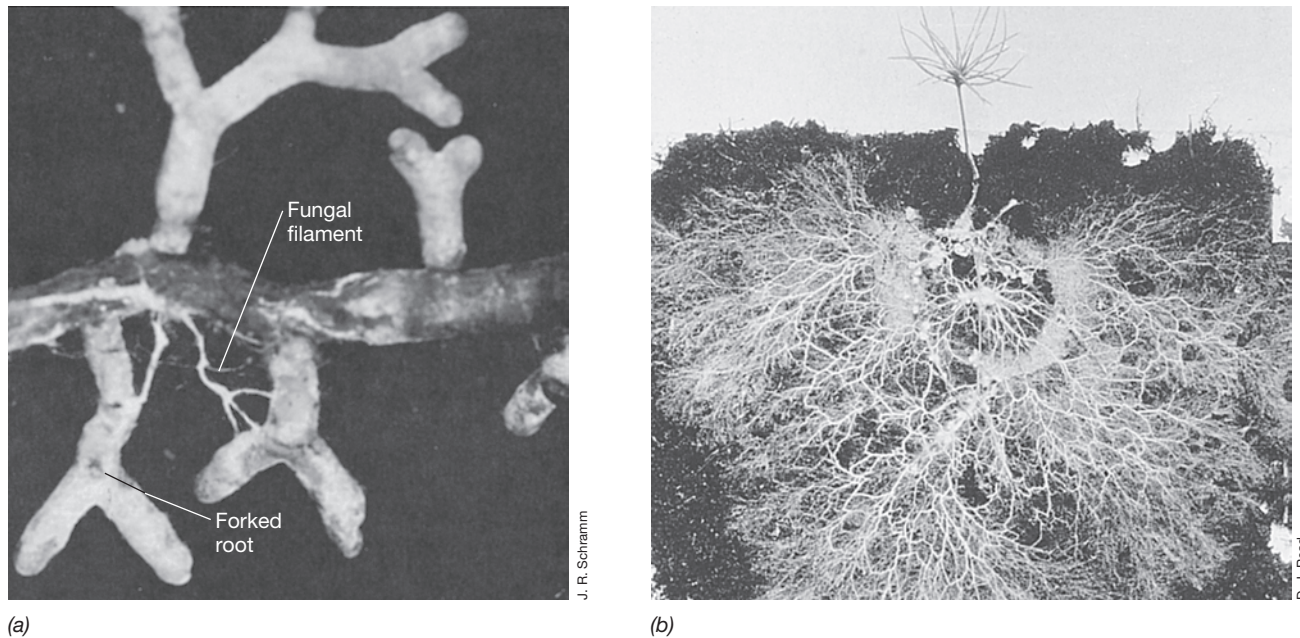 Fungal
filament
Forked
root
J. R. Schramm
(a)
(b)